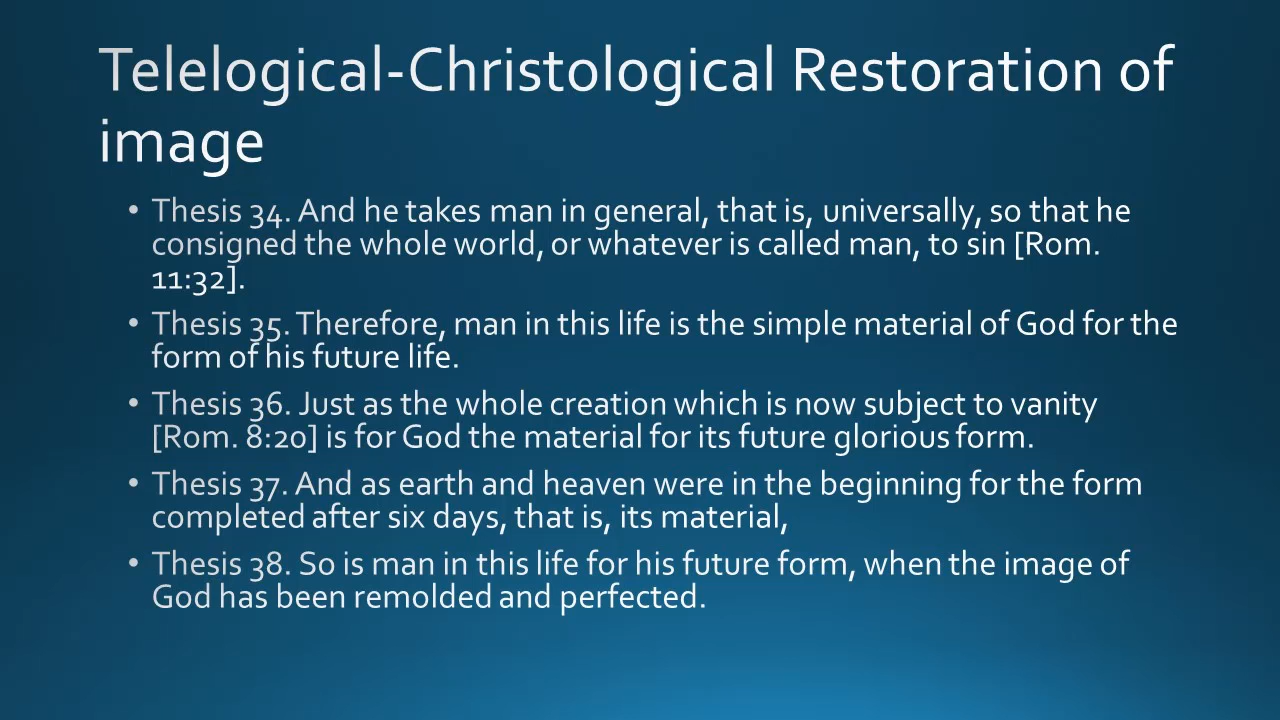 Telelogical-Christological Restoration of
image
• Thesis 34. And he takes man in general, that is, universally, so that he
consigned the whole world, or whatever is called man, to sin [Rom.
11:32].
• Thesis 35. Therefore, man in this life is the simple material of God for the
form of his future life.
• Thesis 36. Just as the whole creation which is now subject to vanity
[Rom. 8:20] is for God the material for its future glorious form.
• Thesis 37. And as earth and heaven were in the beginning for the form
completed after six days, that is, its material,
• Thesis 38. So is man in this life for his future form, when the image of
God has been remolded and perfected.